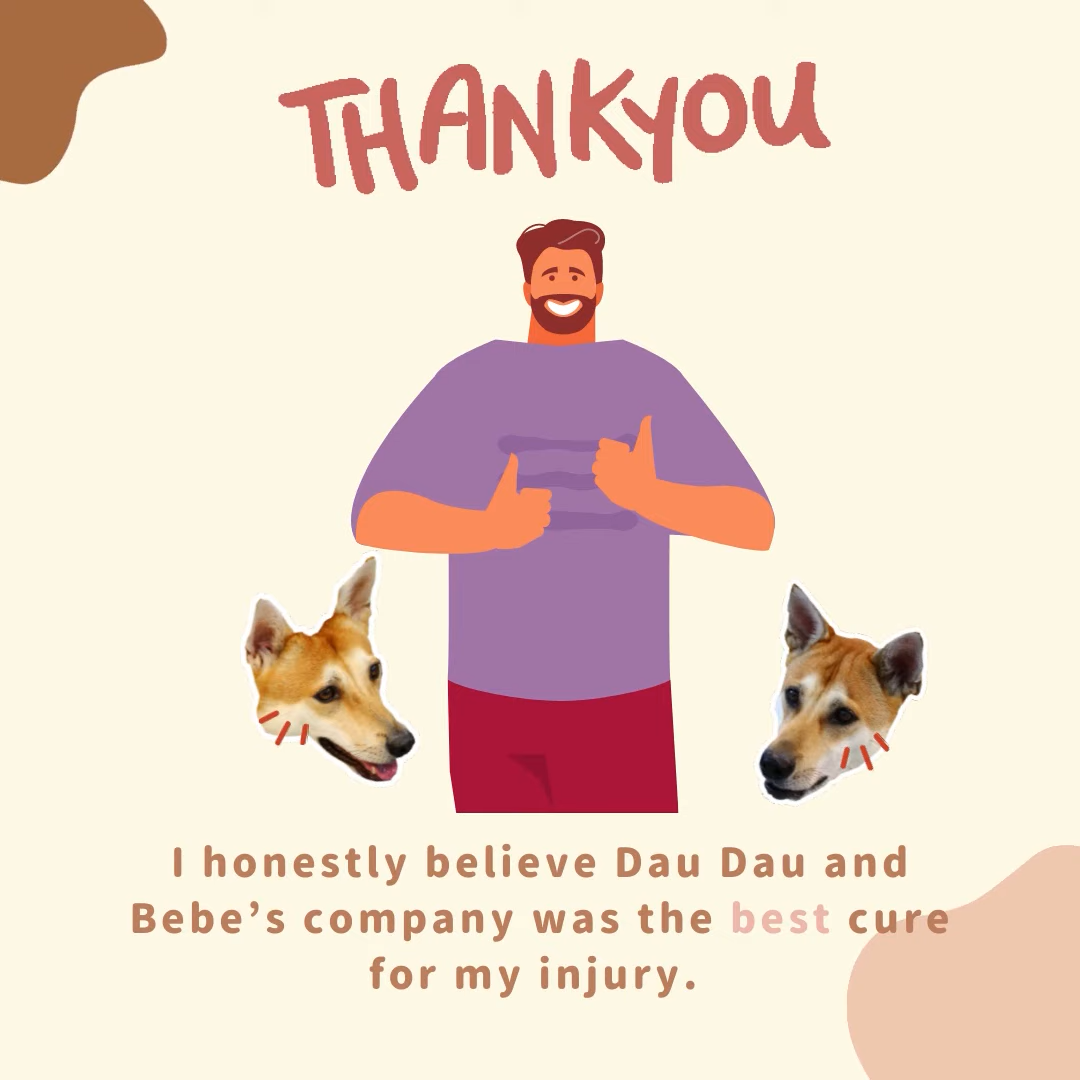 THANKYOU
I honestly believe Dau Dau and
Bebe’s company was the best cure
for my injury.